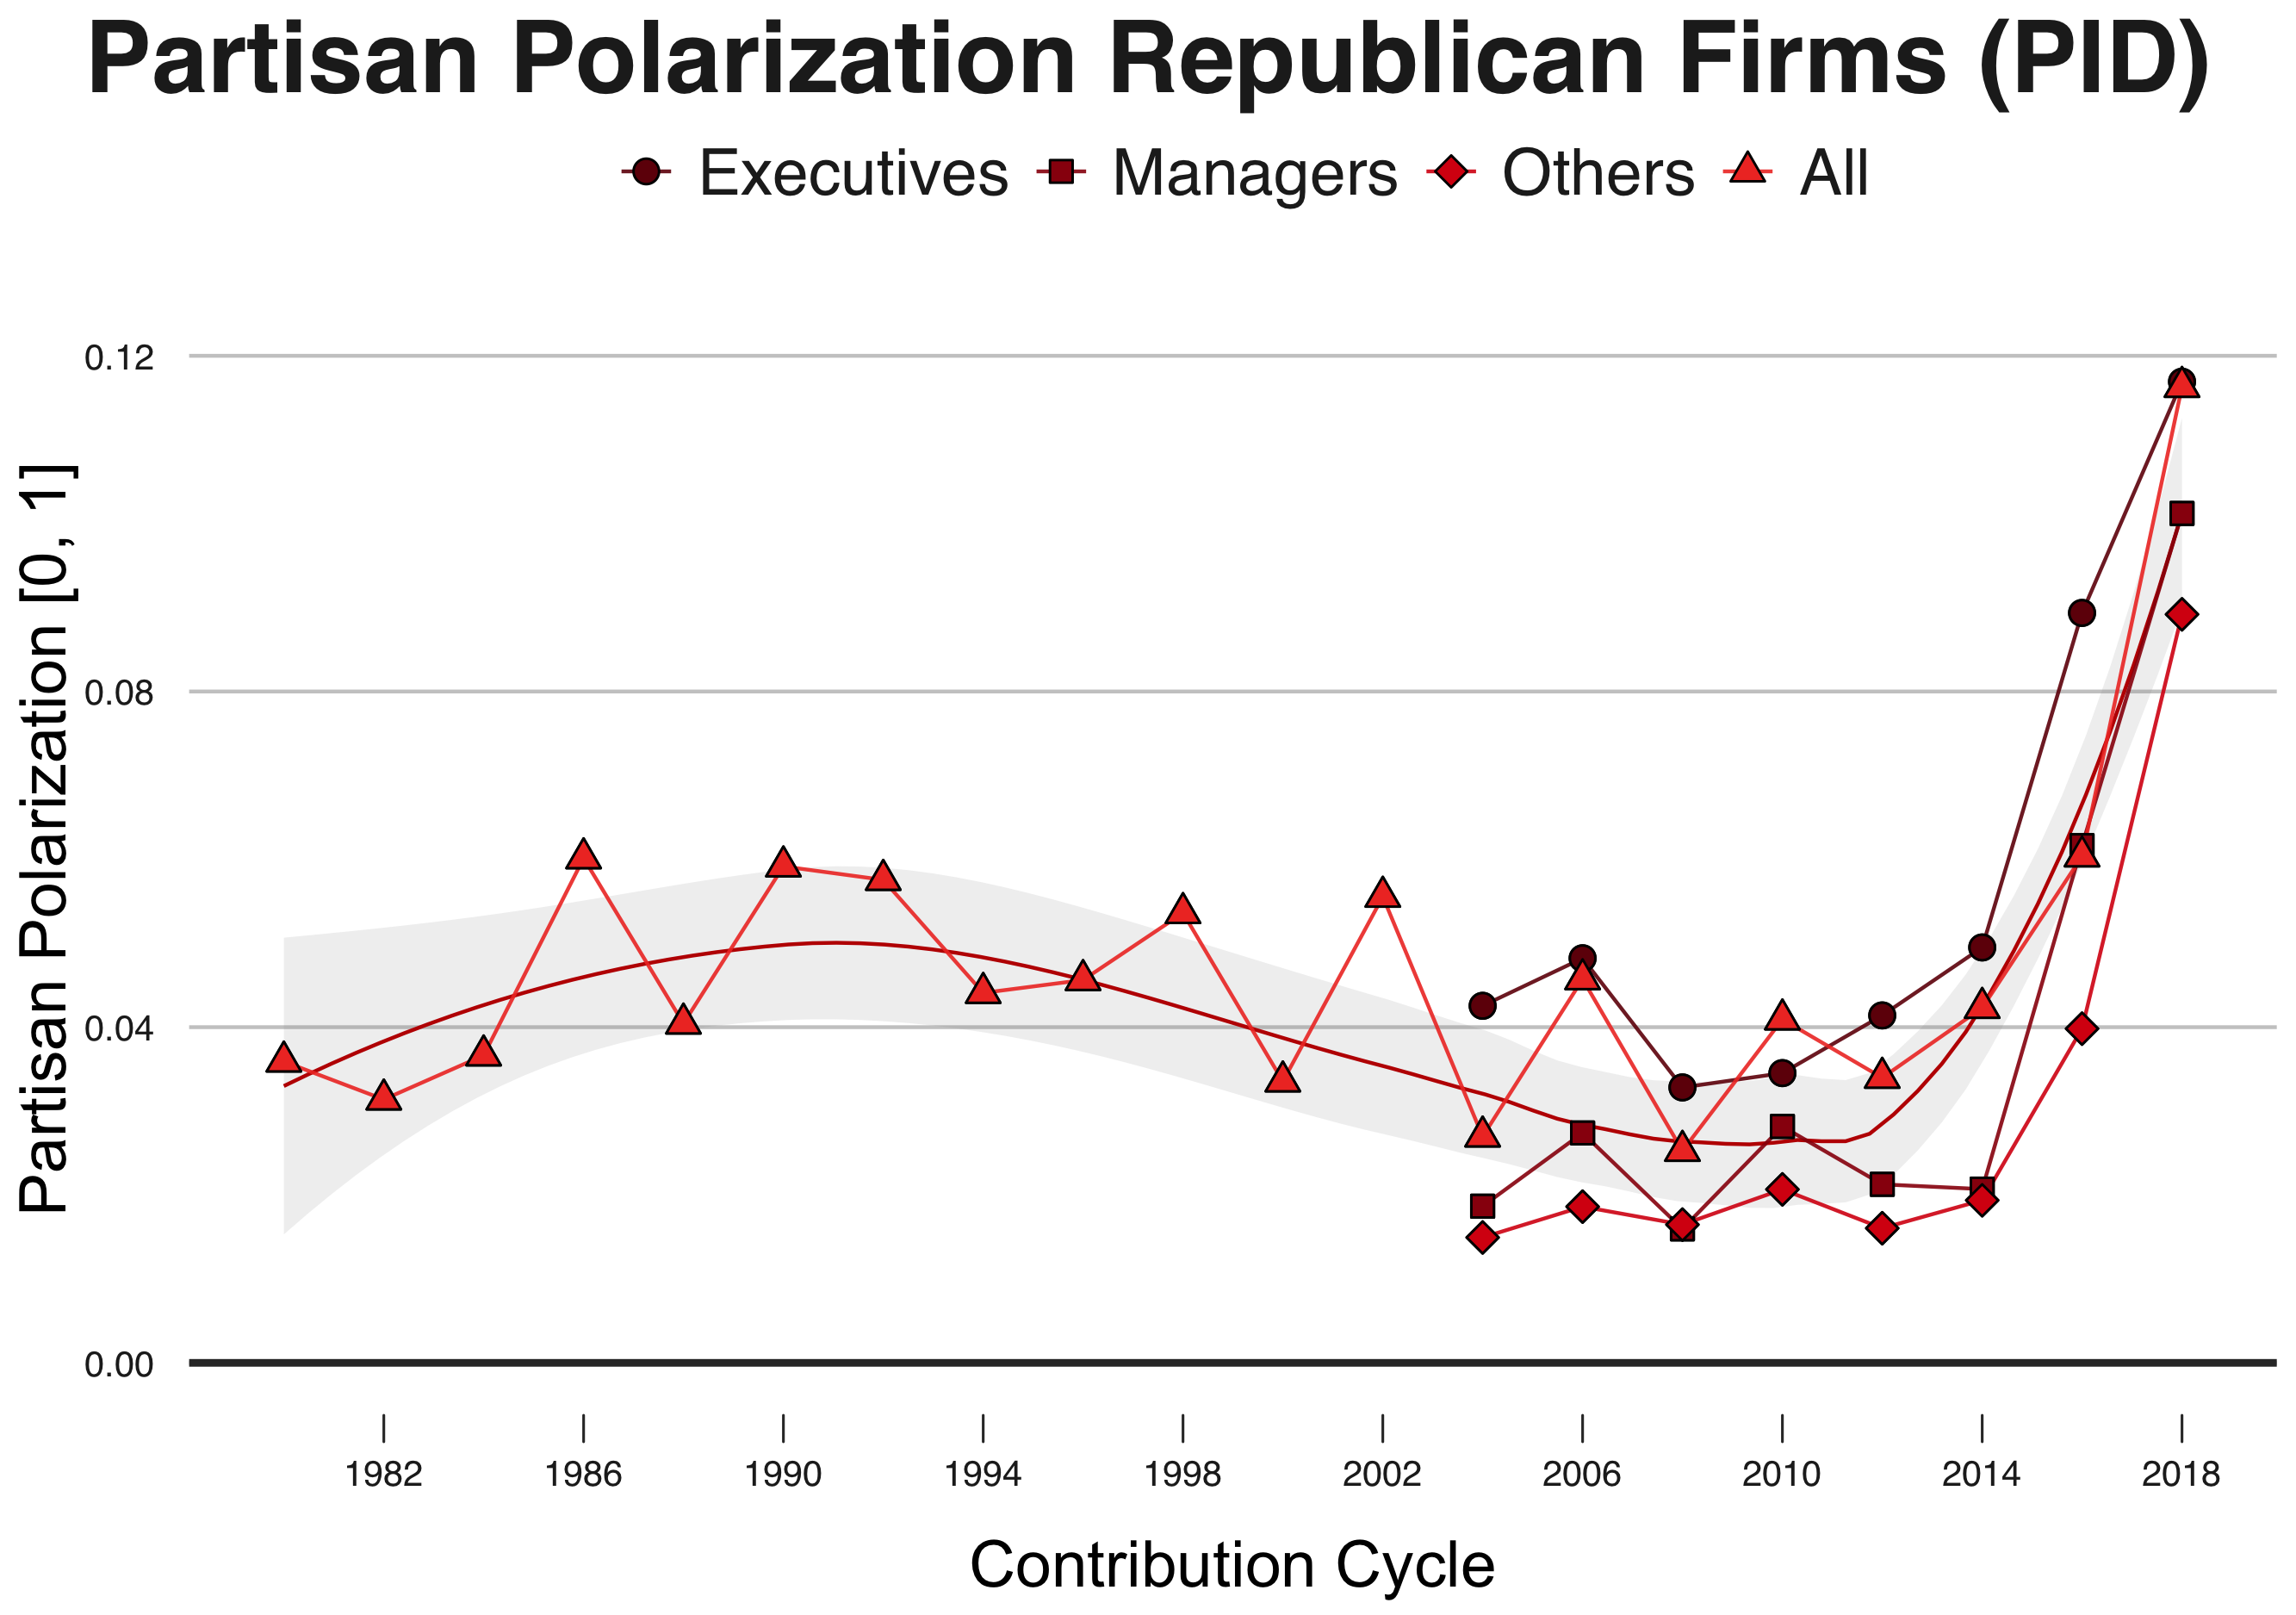 Partisan Polarization Republican Firms (PID)
Executives Managers Others All
Partisan Polarization [0, 1]
0.12
0.08
0.04
0.00
1982 1986 1990 1994 1998 2002 2006 2010 2014 2018
Contribution Cycle